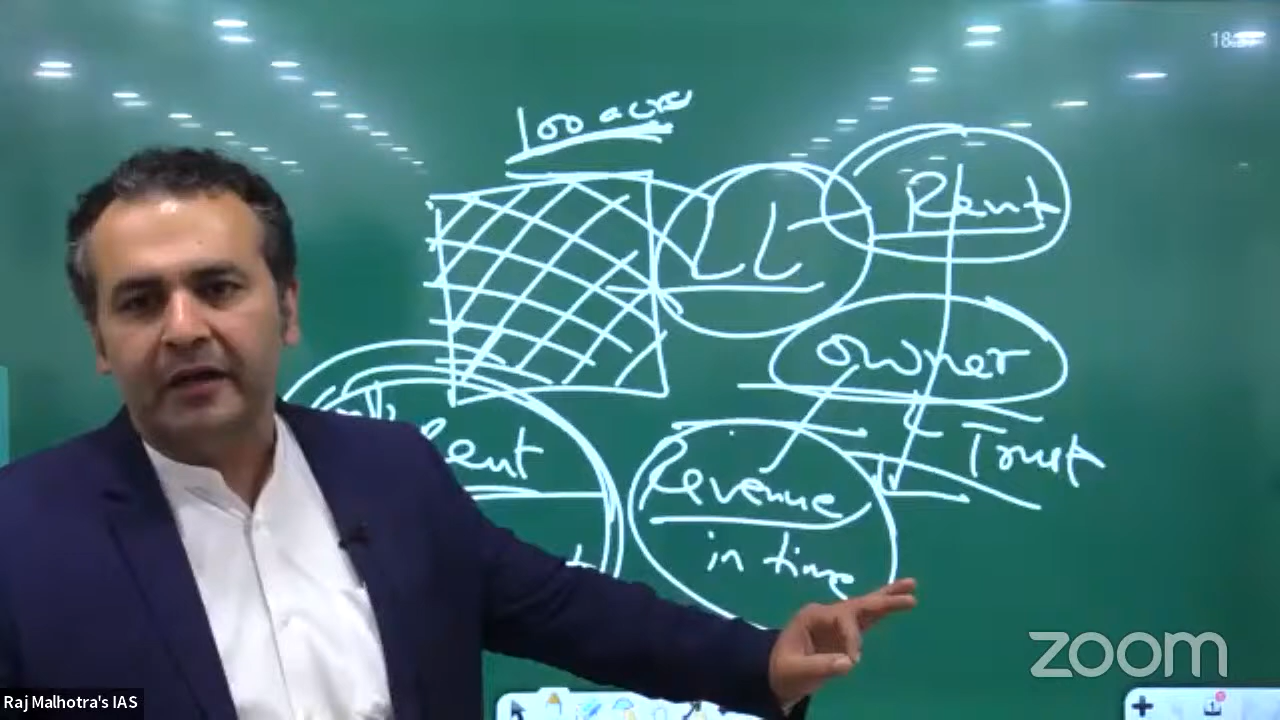 100 acre
LL
Rent
owner
Trust
Rent
Revenue
in time
zoom
Raj Malhotra's IAS